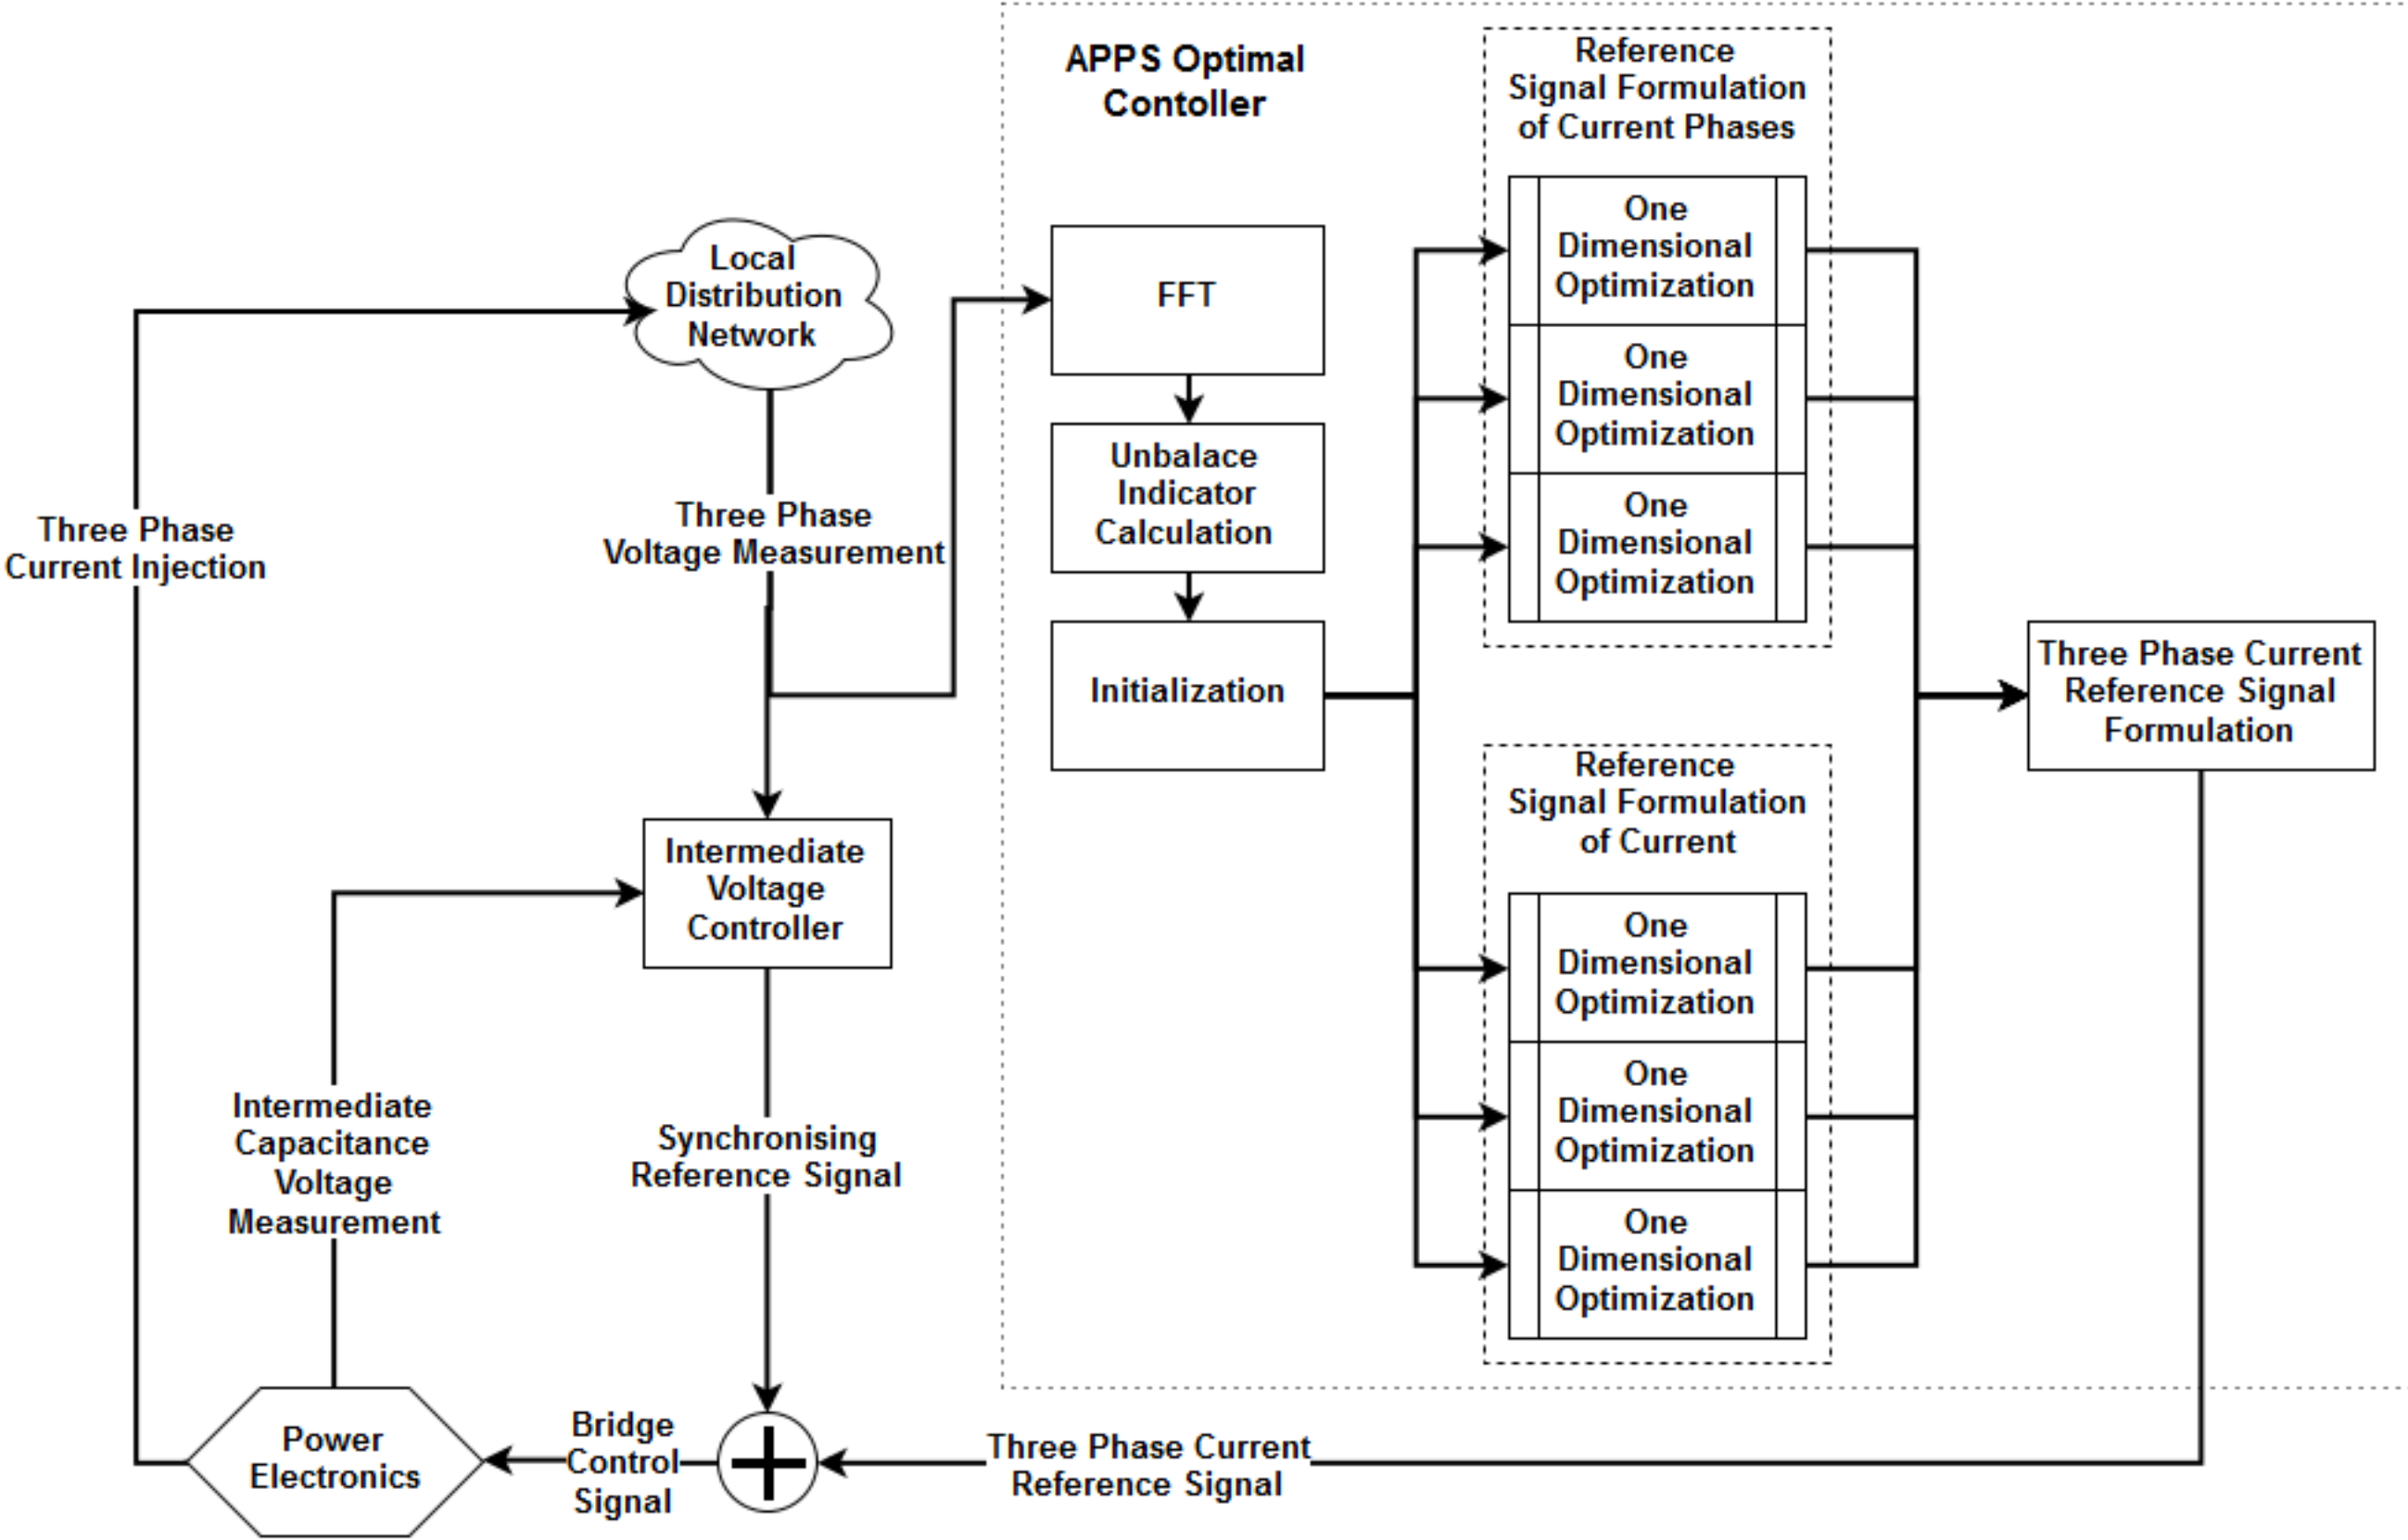 APPS Optimal
Contoller
Reference
Signal Formulation
of Current Phases
One
Dimensional
Optimization
One
Dimensional
Optimization
One
Dimensional
Optimization
Local
Distribution
Network
FFT
Unbalace
Indicator
Calculation
Initialization
Three Phase
Current Injection
Three Phase
Voltage Measurement
Three Phase Current
Reference Signal
Formulation
Reference
Signal Formulation
of Current
One
Dimensional
Optimization
One
Dimensional
Optimization
One
Dimensional
Optimization
Intermediate
Voltage
Controller
Intermediate
Capacitance
Voltage
Measurement
Synchronising
Reference Signal
Power
Electronics
Bridge
Control
Signal
Three Phase Current
Reference Signal